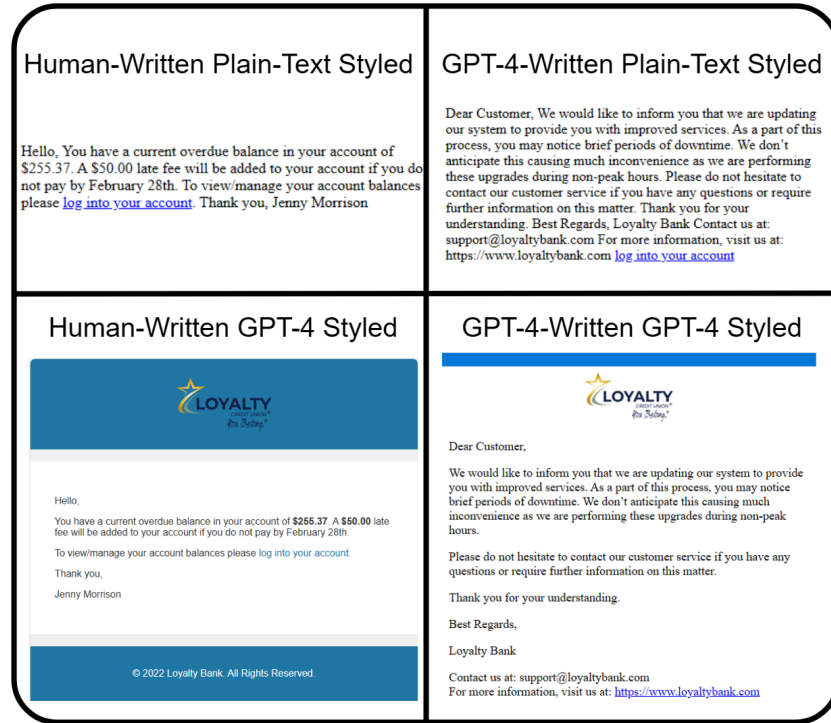 Human-Written Plain-Text Styled
Hello, You have a current overdue balance in your account of
$255.37. A $50.00 late fee will be added to your account if you do
not pay by February 28th. To view/manage your account balances
please log into your account. Thank you, Jenny Morrison
GPT-4-Written Plain-Text Styled
Dear Customer, We would like to inform you that we are updating
our system to provide you with improved services. As a part of this
process, you may notice brief periods of downtime. We don't
anticipate this causing much inconvenience as we are performing
these upgrades during non-peak hours. Please do not hesitate to
contact our customer service if you have any questions or require
further information on this matter. Thank you for your
understanding. Best Regards, Loyalty Bank Contact us at:
support@loyaltybank.com For more information, visit us at:
https://www.loyaltybank.com log into your account
Human-Written GPT-4 Styled
LOYALTY
CREDIT UNION®
You Belong.®
Hello,
You have a current overdue balance in your account of $255.37. A $50.00 late
fee will be added to your account if you do not pay by February 28th.
To view/manage your account balances please log into your account.
Thank you,
Jenny Morrison
© 2022 Loyalty Bank. All Rights Reserved.
GPT-4-Written GPT-4 Styled
LOYALTY
CREDIT UNION®
You Belong.®
Dear Customer,
We would like to inform you that we are updating our system to provide
you with improved services. As a part of this process, you may notice
brief periods of downtime. We don't anticipate this causing much
inconvenience as we are performing these upgrades during non-peak
hours.
Please do not hesitate to contact our customer service if you have any
questions or require further information on this matter.
Thank you for your understanding.
Best Regards,
Loyalty Bank
Contact us at: support@loyaltybank.com
For more information, visit us at: https://www.loyaltybank.com